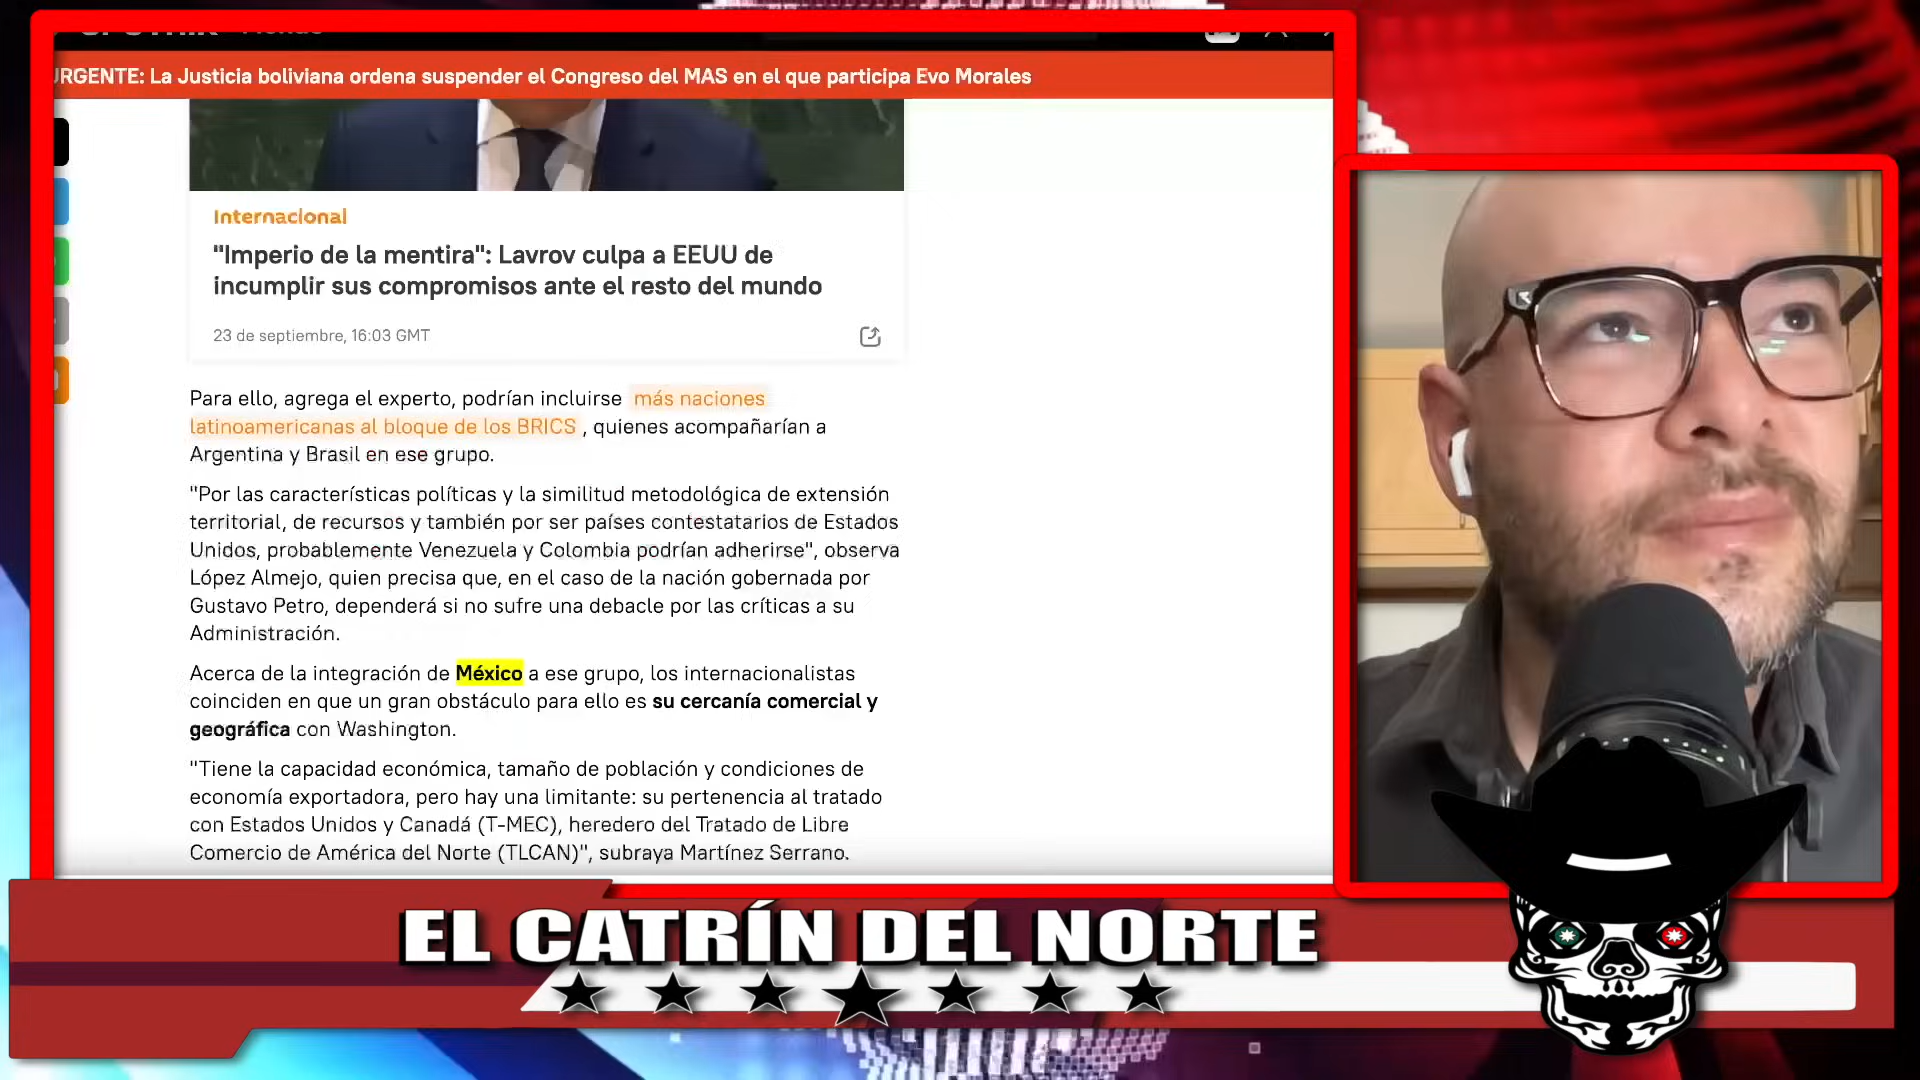 URGENTE: La Justicia boliviana ordena suspender el Congreso del MAS en el que participa Evo Morales
Internacional
"Imperio de la mentira": Lavrov culpa a EEUU de
incumplir sus compromisos ante el resto del mundo
23 de septiembre, 16:03 GMT
Para ello, agrega el experto, podrían incluirse más naciones
latinoamericanas al bloque de los BRICS , quienes acompañarían a
Argentina y Brasil en ese grupo.
"Por las características políticas y la similitud metodológica de extensión
territorial, de recursos y también por ser países contestatarios de Estados
Unidos, probablemente Venezuela y Colombia podrían adherirse", observa
López Almejo, quien precisa que, en el caso de la nación gobernada por
Gustavo Petro, dependerá si no sufre una debacle por las críticas a su
Administración.
Acerca de la integración de México a ese grupo, los internacionalistas
coinciden en que un gran obstáculo para ello es su cercanía comercial y
geográfica con Washington.
"Tiene la capacidad económica, tamaño de población y condiciones de
economía exportadora, pero hay una limitante: su pertenencia al tratado
con Estados Unidos y Canadá (T-MEC), heredero del Tratado de Libre
Comercio de América del Norte (TLCAN)", subraya Martínez Serrano.
EL CATRÍN DEL NORTE